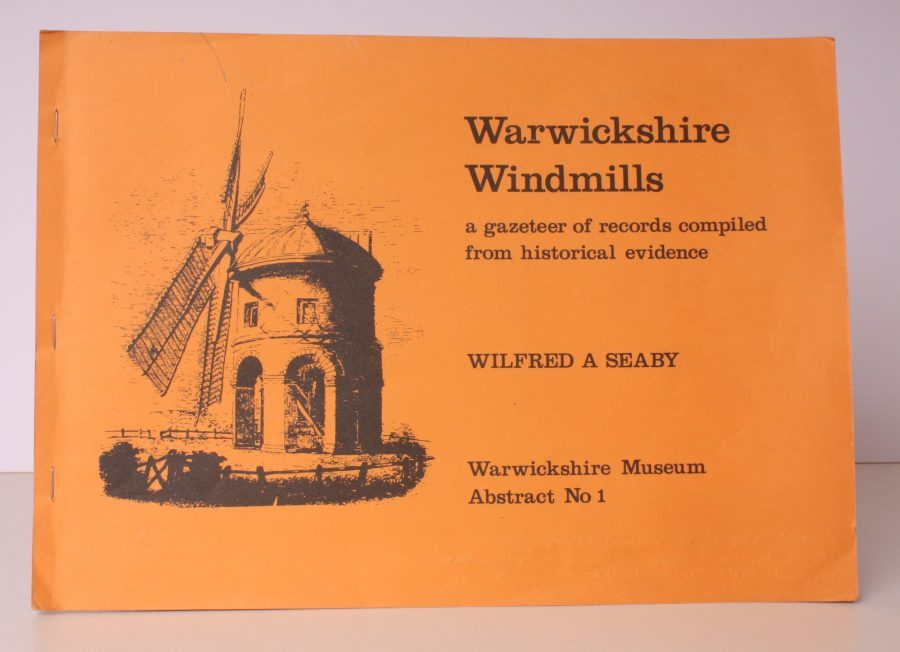 Warwickshire
Windmills
a gazeteer of records compiled
from historical evidence
WILFRED A SEABY
Warwickshire Museum
Abstract No 1